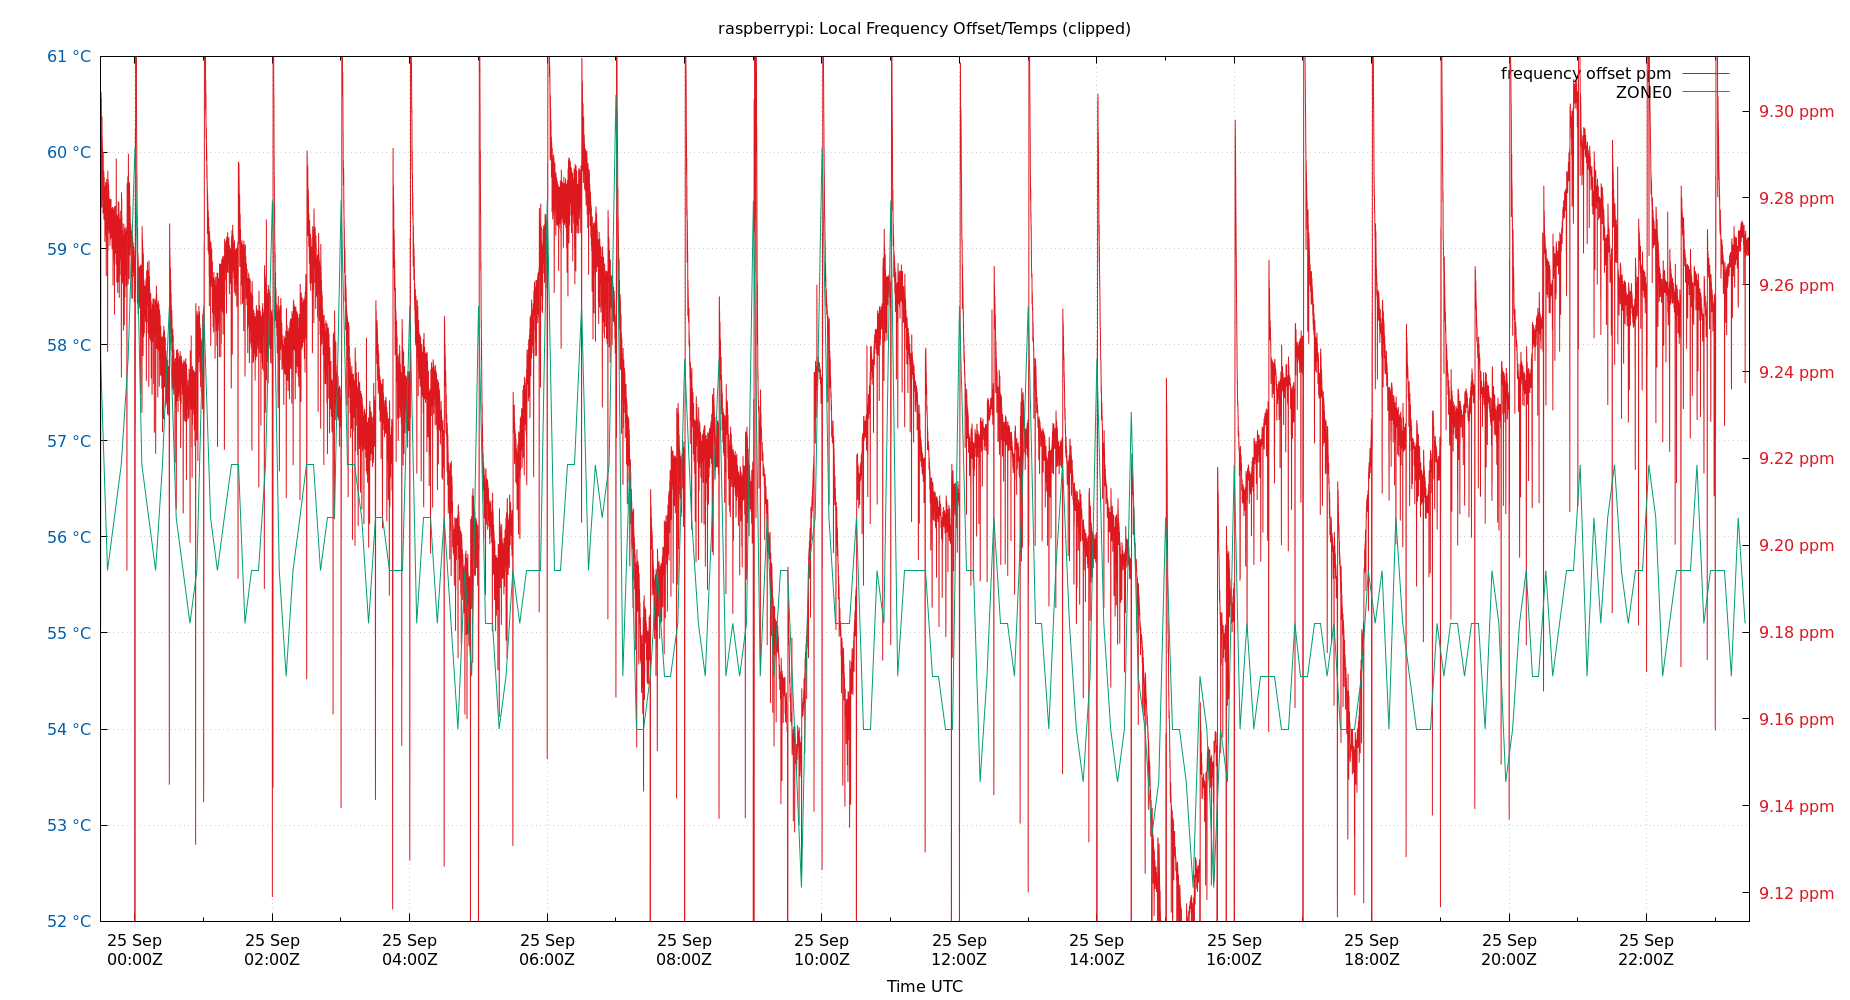 raspberrypi: Local Frequency Offset/Temps (clipped)
61 °C
60 °C
59 °C
58 °C
57 °C
56 °C
55 °C
54 °C
53 °C
52 °C
frequency offset ppm
ZONE0
9.30 ppm
9.28 ppm
9.26 ppm
9.24 ppm
9.22 ppm
9.20 ppm
9.18 ppm
9.16 ppm
9.14 ppm
9.12 ppm
25 Sep 25 Sep 25 Sep 25 Sep 25 Sep 25 Sep 25 Sep 25 Sep 25 Sep 25 Sep 25 Sep 25 Sep
00:00Z 02:00Z 04:00Z 06:00Z 08:00Z 10:00Z 12:00Z 14:00Z 16:00Z 18:00Z 20:00Z 22:00Z
Time UTC